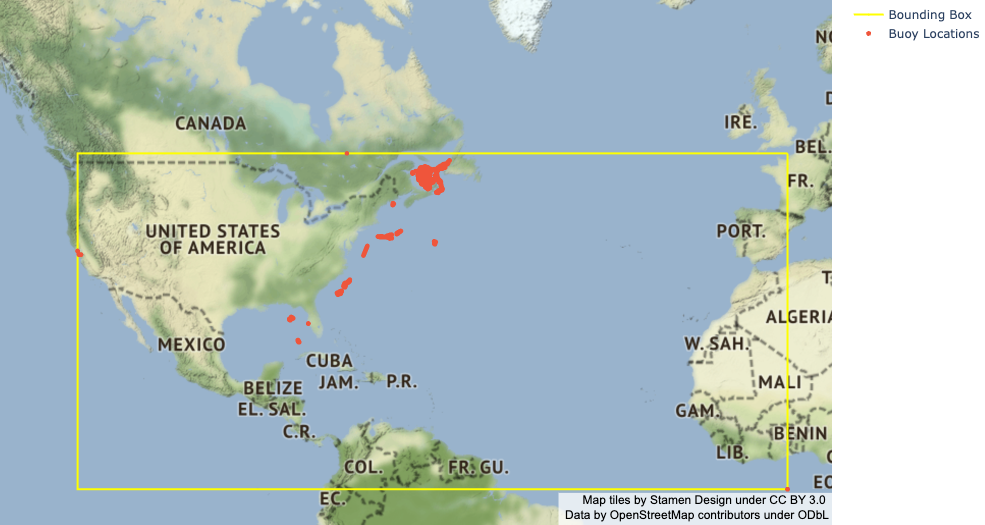 Bounding Box
Buoy Locations
CANADA
IRE.
BEL.
FR.
UNITED STATES
OF AMERICA
PORT.
ALGERIA
MEXICO
W. SAH.
CUBA
JAM.
P.R.
BELIZE
MALI
EL. SAL.
GAM.
C.R.
BENIN
LIB.
COL.
FR. GU.
EC.
Map tiles by Stamen Design under CC BY 3.0
Data by OpenStreetMap contributors under ODbL